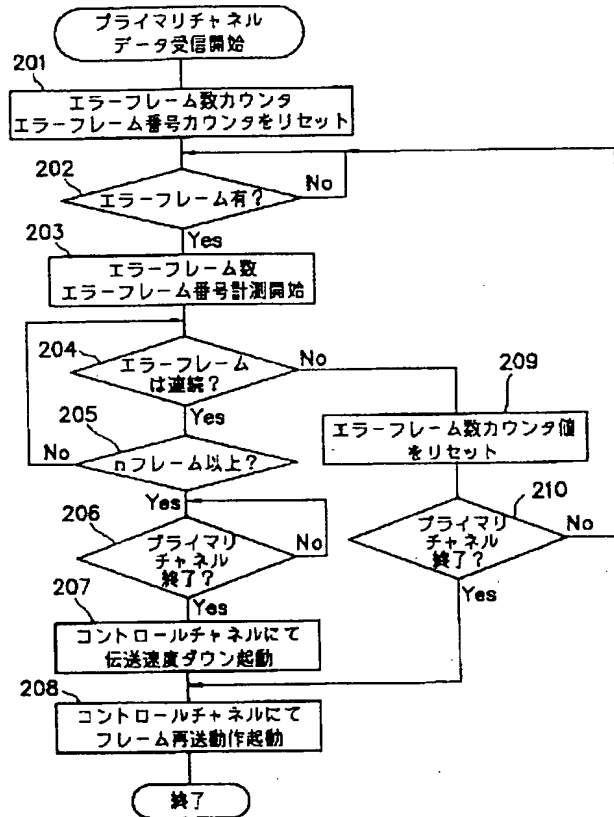 プライマリチャネル
データ受信開始
201
エラーフレーム数カウンタ
エラーフレーム番号カウンタをリセット
202
エラーフレーム有?
No
Yes
203
エラーフレーム数
エラーフレーム番号計測開始
204
エラーフレーム
は連続?
No
Yes
205
nフレーム以上?
No
Yes
206
プライマリ
チャネル
終了?
No
Yes
207
コントロールチャネルにて
伝送速度ダウン起動
208
コントロールチャネルにて
フレーム再送動作起動
終了
209
エラーフレーム数カウンタ値
をリセット
210
プライマリ
チャネル
終了?
No
Yes